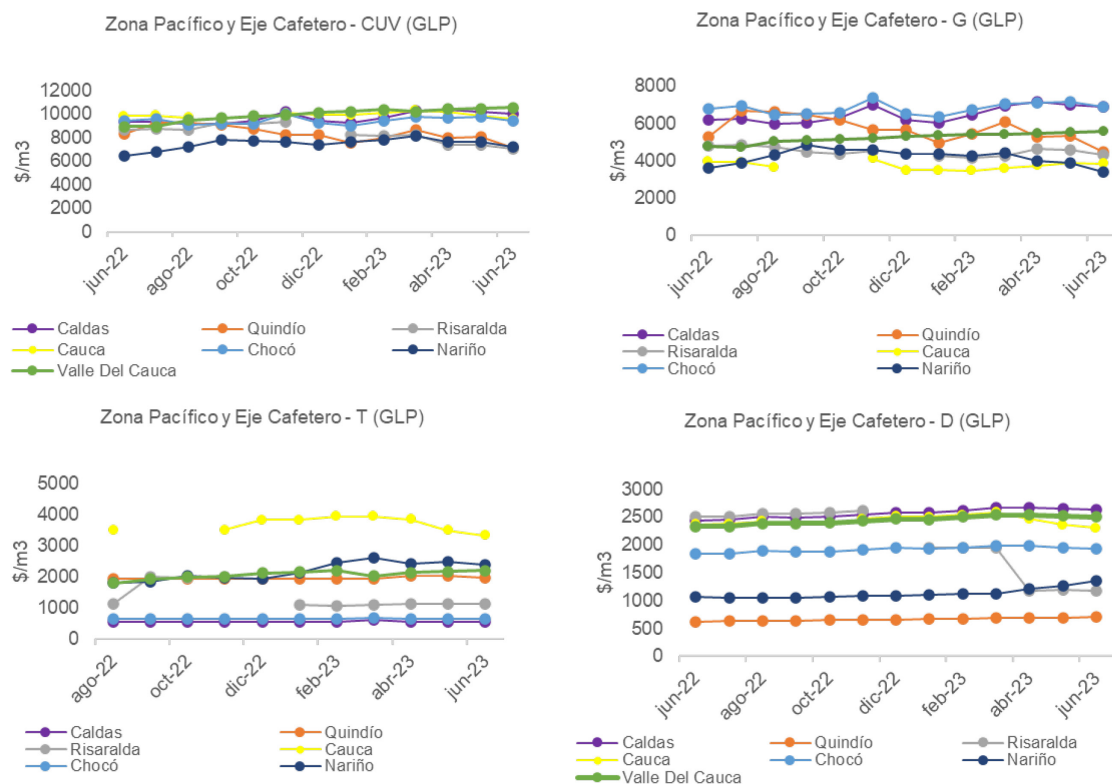 Zona Pacífico y Eje Cafetero - CUV (GLP)
$/m3
12000
10000
8000
6000
4000
2000
0
jun-22 ago-22 oct-22 dic-22 feb-23 abr-23 jun-23
Caldas Quindío Risaralda
Cauca Chocó Nariño
Valle Del Cauca
Zona Pacífico y Eje Cafetero - G (GLP)
$/m3
8000
6000
4000
2000
0
jun-22 ago-22 oct-22 dic-22 feb-23 abr-23 jun-23
Caldas Quindío
Risaralda Cauca
Chocó Nariño
Zona Pacífico y Eje Cafetero - T (GLP)
$/m3
5000
4000
3000
2000
1000
0
ago-22 oct-22 dic-22 feb-23 abr-23 jun-23
Caldas Quindío
Risaralda Cauca
Chocó Nariño
Zona Pacífico y Eje Cafetero - D (GLP)
$/m3
3000
2500
2000
1500
1000
500
0
jun-22 ago-22 oct-22 dic-22 feb-23 abr-23 jun-23
Caldas Quindío Risaralda
Cauca Chocó Nariño
Valle Del Cauca